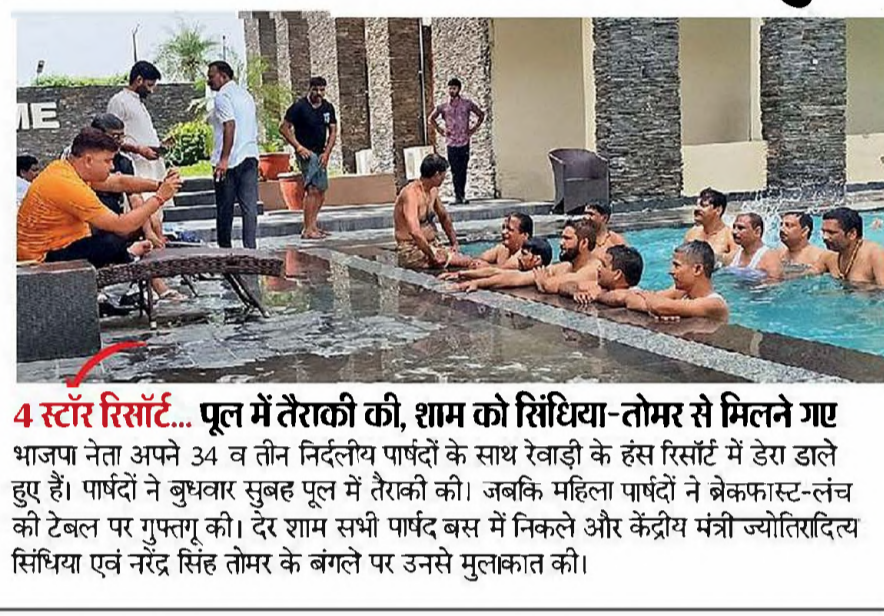 ME
4 स्टॉर रिसॉर्ट... पूल में तैराकी की, शाम को सिंधिया-तोमर से मिलने गए
भाजपा नेता अपने 34 व तीन निर्दलीय पार्षदों के साथ रेवाड़ी के हंस रिसॉर्ट में डेरा डाले
हुए हैं। पार्षदों ने बुधवार सुबह पूल में तैराकी की। जबकि महिला पार्षदों ने ब्रेकफास्ट-लंच
की टेबल पर गुफ्तगू की। देर शाम सभी पार्षद बस में निकले और केंद्रीय मंत्री ज्योतिरादित्य
सिंधिया एवं नरेंद्र सिंह तोमर के बंगले पर उनसे मुलाकात की।